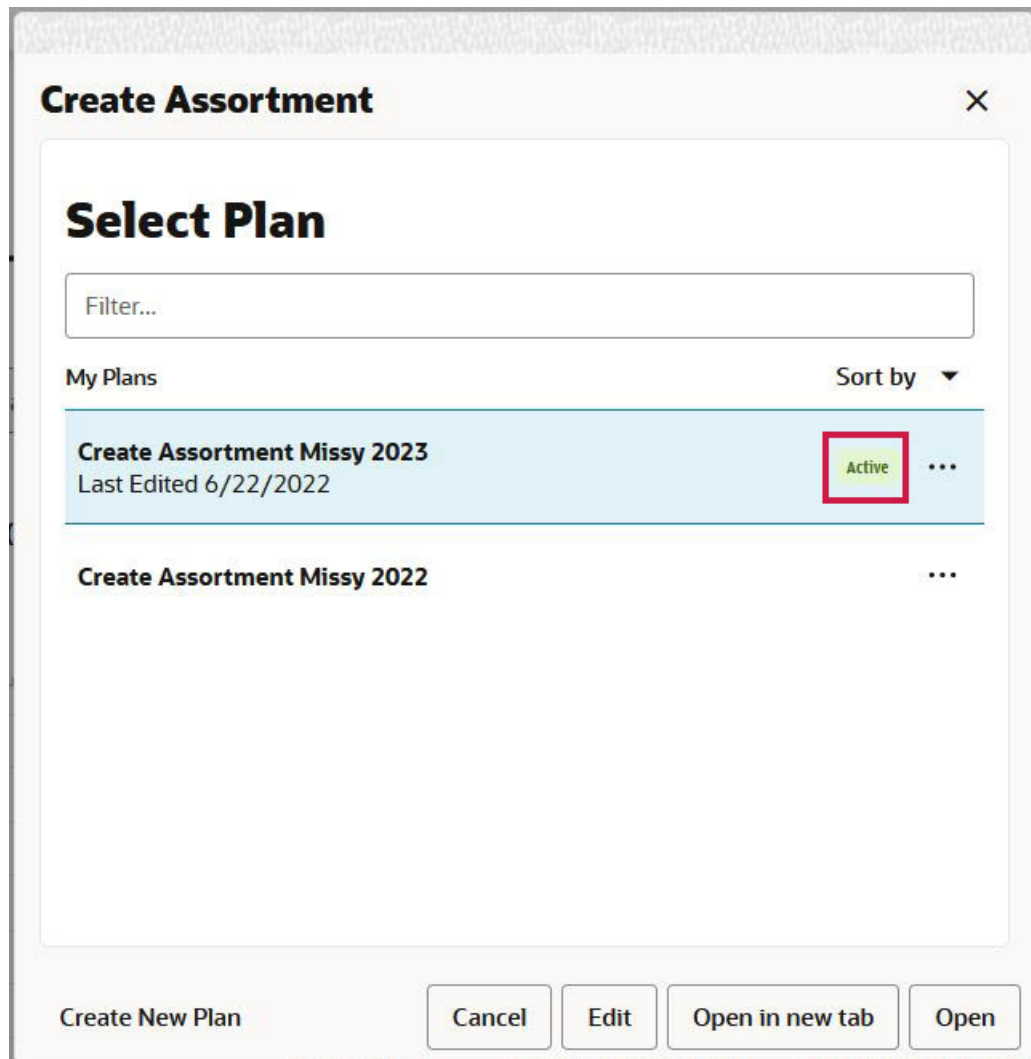 Create Assortment
Select Plan
Filter...
My Plans Sort by
Create Assortment Missy 2023 Active
Last Edited 6/22/2022
Create Assortment Missy 2022
Create New Plan Cancel Edit Open in new tab Open